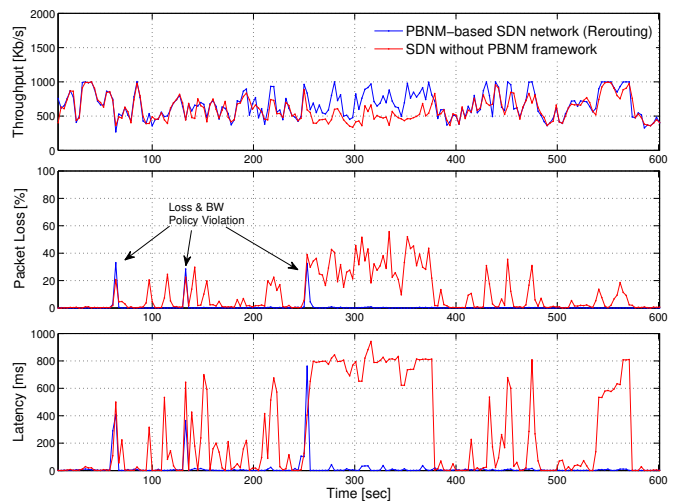 2000
1500
1000
500
0
Throughput [Kb/s]
PBNM−based SDN network (Rerouting)
SDN without PBNM framework
100 200 300 400 500 600
100
80
60
40
20
0
Packet Loss [%]
Loss & BW
Policy Violation
100 200 300 400 500 600
1000
800
600
400
200
0
Latency [ms]
100 200 300 400 500 600
Time [sec]